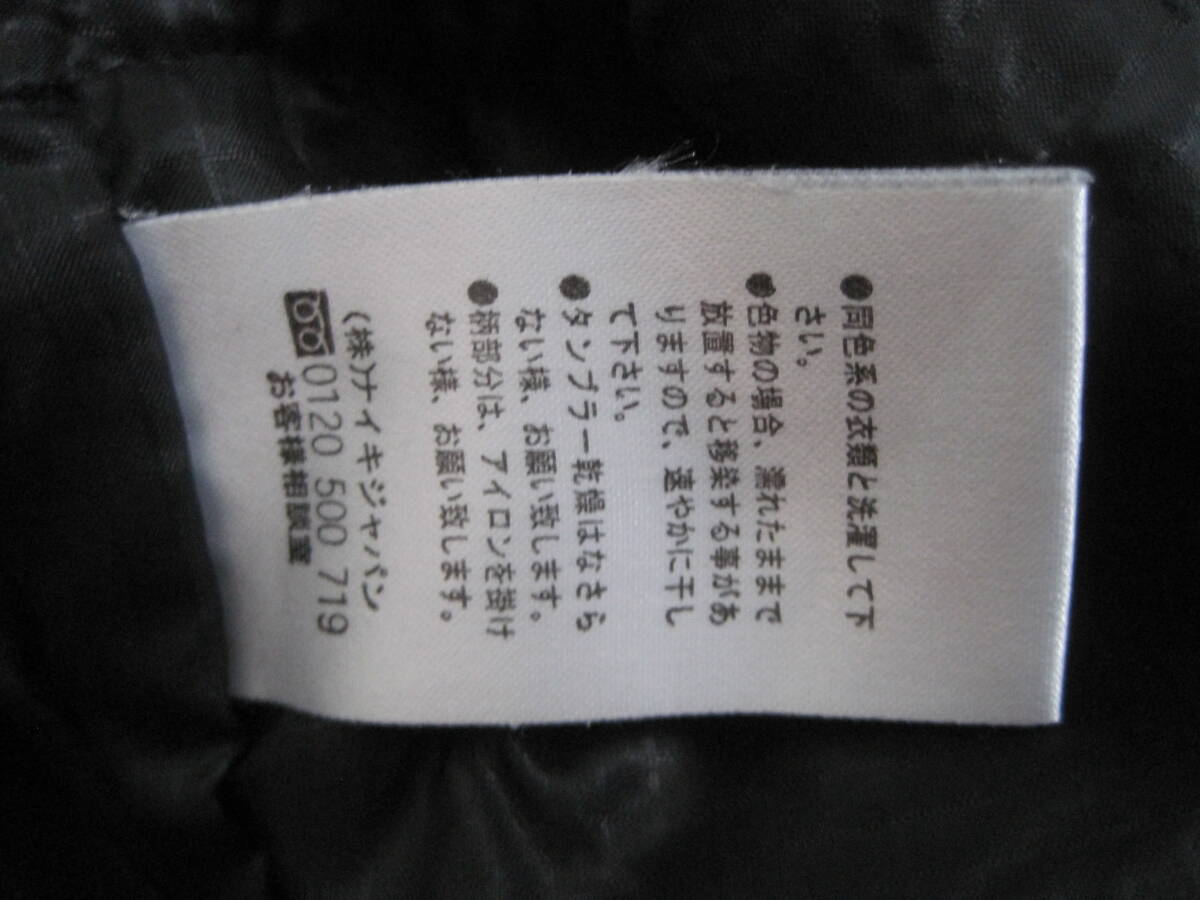 ●同色系の衣類と洗濯して下
さい。
●色物の場合、濡れたままで
放置すると移染する事があ
りますので、速やかに干し
て下さい。
●タンブラー乾燥はなさら
ない様、お願い致します。
●柄部分は、アイロンを掛け
ない様、お願い致します。
(株)ナイキジャパン
0120 500 719
お客様相談室